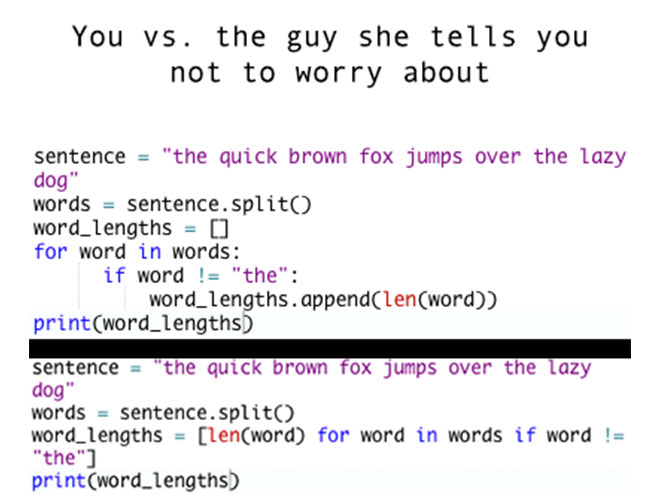 You vs. the guy she tells you
not to worry about
sentence = "the quick brown fox jumps over the lazy
dog"
words = sentence.split()
word_lengths = []
for word in words:
if word != "the":
word_lengths.append(len(word))
print(word_lengths)
sentence = "the quick brown fox jumps over the lazy
dog"
words = sentence.split()
word_lengths = [len(word) for word in words if word !=
"the"]
print(word_lengths)